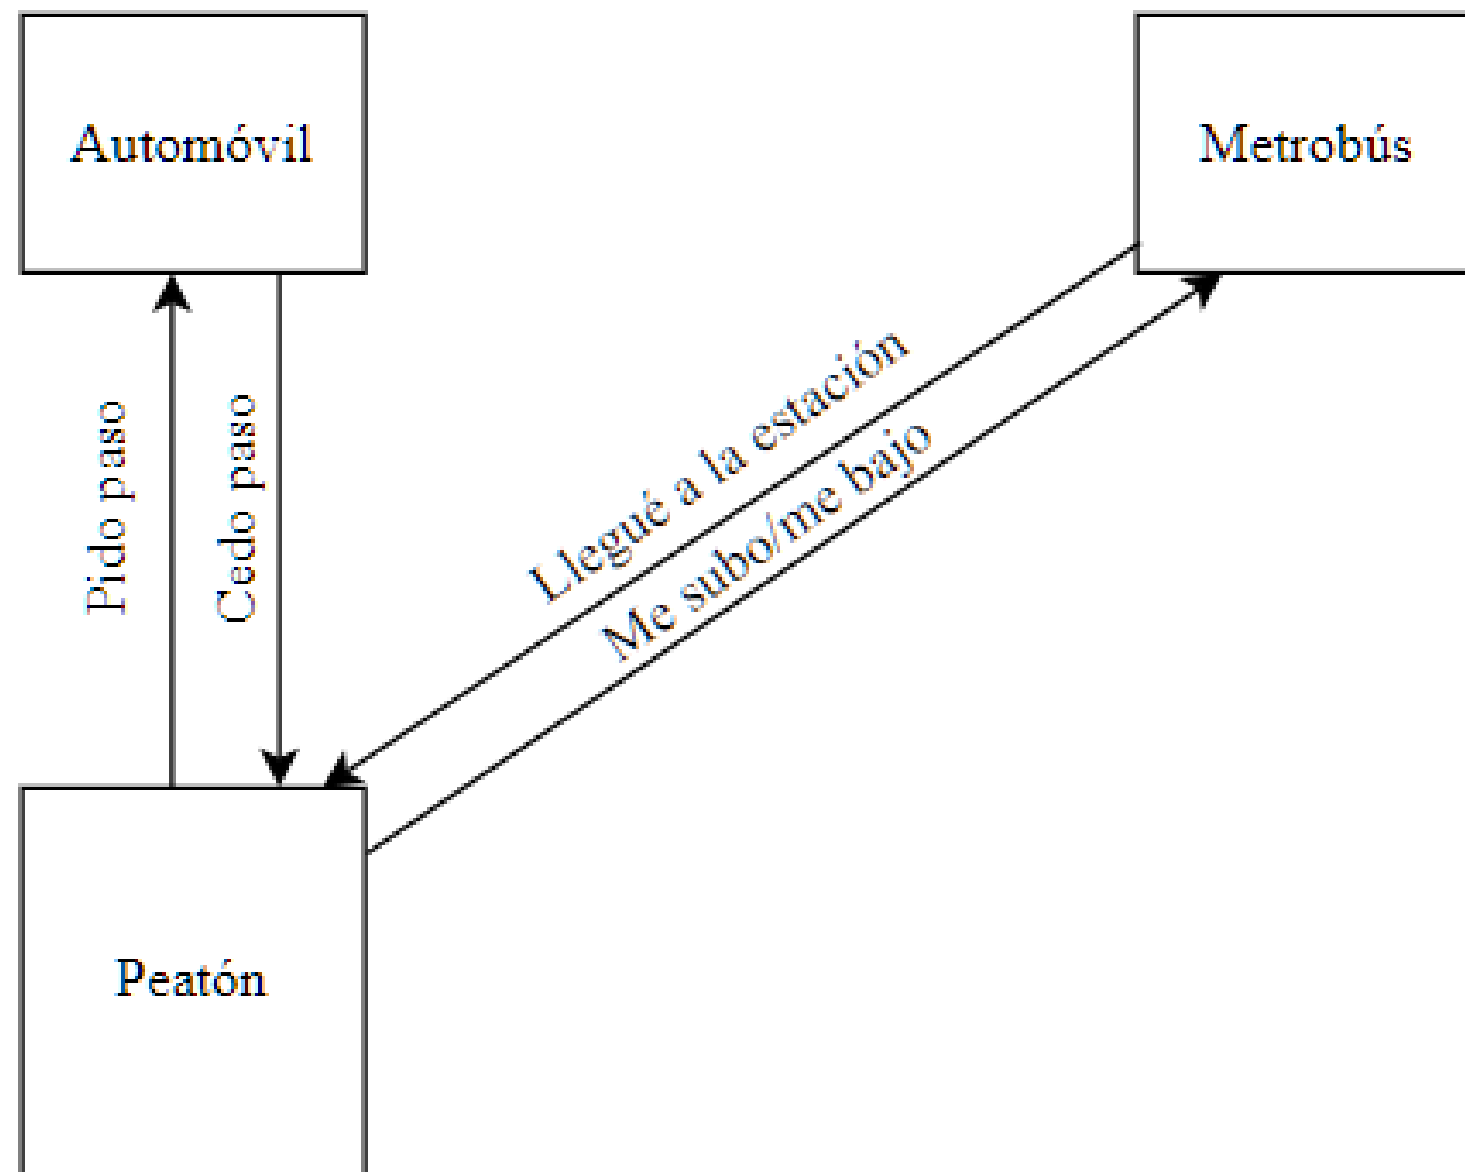 Automóvil
Metrobús
Pido paso
Cedo paso
Llegué a la estación
Me subo/me bajo
Peatón